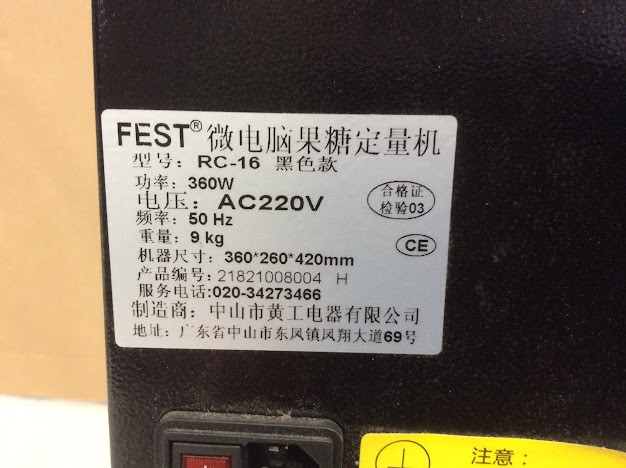 FEST® 微电脑果糖定量机
型号: RC-16 黑色款
功率: 360W
电压: AC220V
频率: 50 Hz
重量: 9 kg
机器尺寸: 360*260*420mm
产品编号: 21821008004 H
服务电话:020-34273466
制造商: 中山市黄工电器有限公司
地址: 广东省中山市东凤镇凤翔大道69号
合格证
检验03
CE
注意: